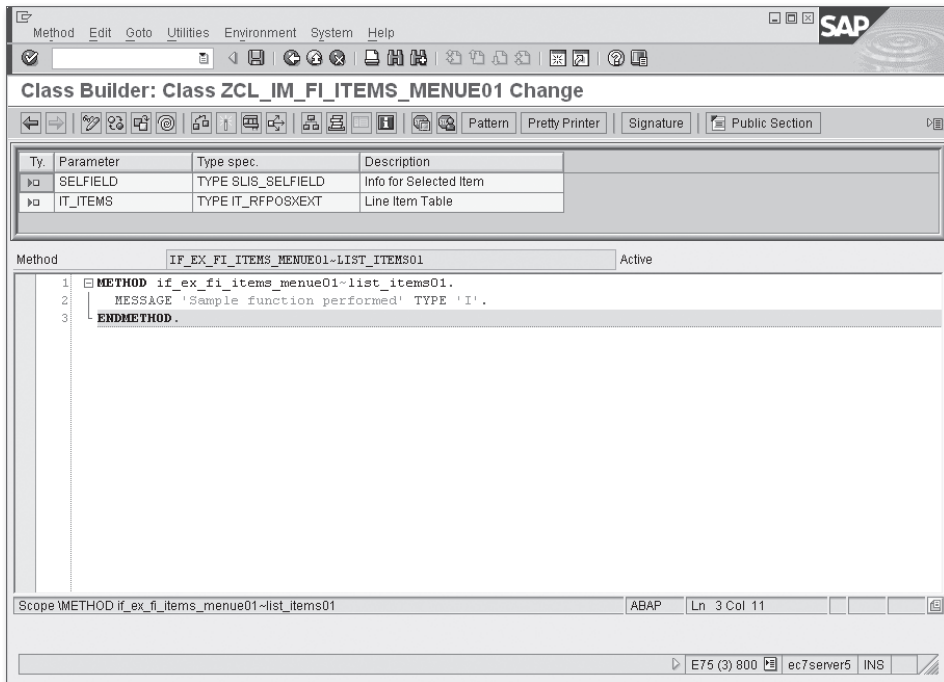 Method Edit Goto Utilities Environment System Help
SAP
Class Builder: Class ZCL_IM_FI_ITEMS_MENUE01 Change
Pattern Pretty Printer Signature Public Section
Ty. Parameter Type spec. Description
SELFIELD TYPE SLIS_SELFIELD Info for Selected Item
IT_ITEMS TYPE IT_RFPOSXEXT Line Item Table
Method IF_EX_FI_ITEMS_MENUE01~LIST_ITEMS01 Active
1 METHOD if_ex_fi_items_menue01~list_items01.
2 MESSAGE 'Sample function performed' TYPE 'I'.
3 ENDMETHOD.
Scope \METHOD if_ex_fi_items_menue01~list_items01 ABAP Ln 3 Col 11
E75 (3) 800 ec7server5 INS